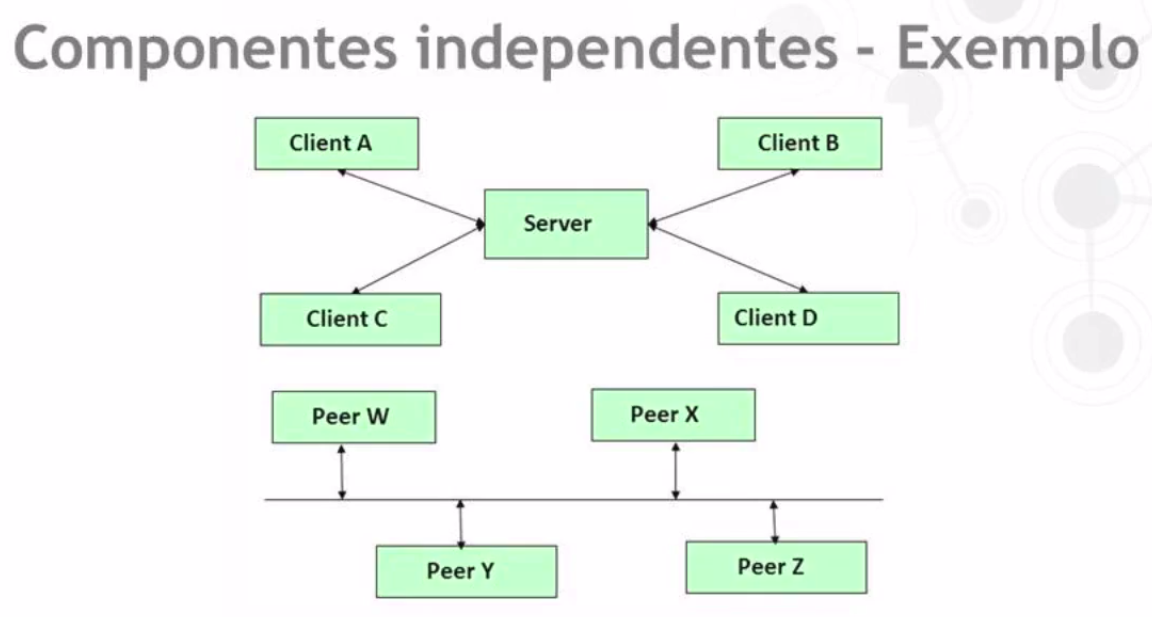 Componentes independentes - Exemplo
Client A
Client B
Server
Client C
Client D
Peer W
Peer X
Peer Y
Peer Z